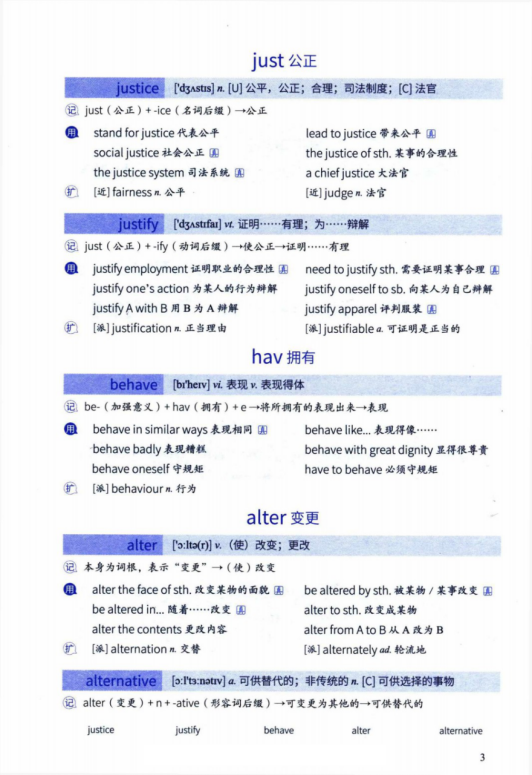 just 公正
justice ['dʒʌstɪs] n. [U] 公平，公正；合理；司法制度；[C] 法官
记 just（公正）+ -ice（名词后缀）→公正
用 stand for justice 代表公平 lead to justice 带来公平 真
social justice 社会公正 真 the justice of sth. 某事的合理性
the justice system 司法系统 真 a chief justice 大法官
扩 [近] fairness n. 公平 [近] judge n. 法官
justify ['dʒʌstɪfaɪ] vt. 证明……有理；为……辩解
记 just（公正）+ -ify（动词后缀）→使公正→证明……有理
用 justify employment 证明职业的合理性 真 need to justify sth. 需要证明某事合理 真
justify one's action 为某人的行为辩解 justify oneself to sb. 向某人为自己辩解
justify A with B 用 B 为 A 辩解 justify apparel 评判服装 真
扩 [派] justification n. 正当理由 [派] justifiable a. 可证明是正当的
hav 拥有
behave [bɪ'heɪv] vi. 表现 v. 表现得体
记 be-（加强意义）+ hav（拥有）+ e→将所拥有的表现出来→表现
用 behave in similar ways 表现相同 真 behave like... 表现得像……
behave badly 表现糟糕 behave with great dignity 显得很尊贵
behave oneself 守规矩 have to behave 必须守规矩
扩 [派] behaviour n. 行为
alter 变更
alter ['ɔːltə(r)] v.（使）改变；更改
记 本身为词根，表示“变更”→（使）改变
用 alter the face of sth. 改变某物的面貌 真 be altered by sth. 被某物/某事改变 真
be altered in... 随着……改变 真 alter to sth. 改变成某物
alter the contents 更改内容 alter from A to B 从 A 改为 B
扩 [派] alternation n. 交替 [派] alternately ad. 轮流地
alternative [ɔːl'tɜːnətɪv] a. 可供替代的；非传统的 n. [C] 可供选择的事物
记 alter（变更）+ n + -ative（形容词后缀）→可变更为其他的→可供替代的
justice justify behave alter alternative
3